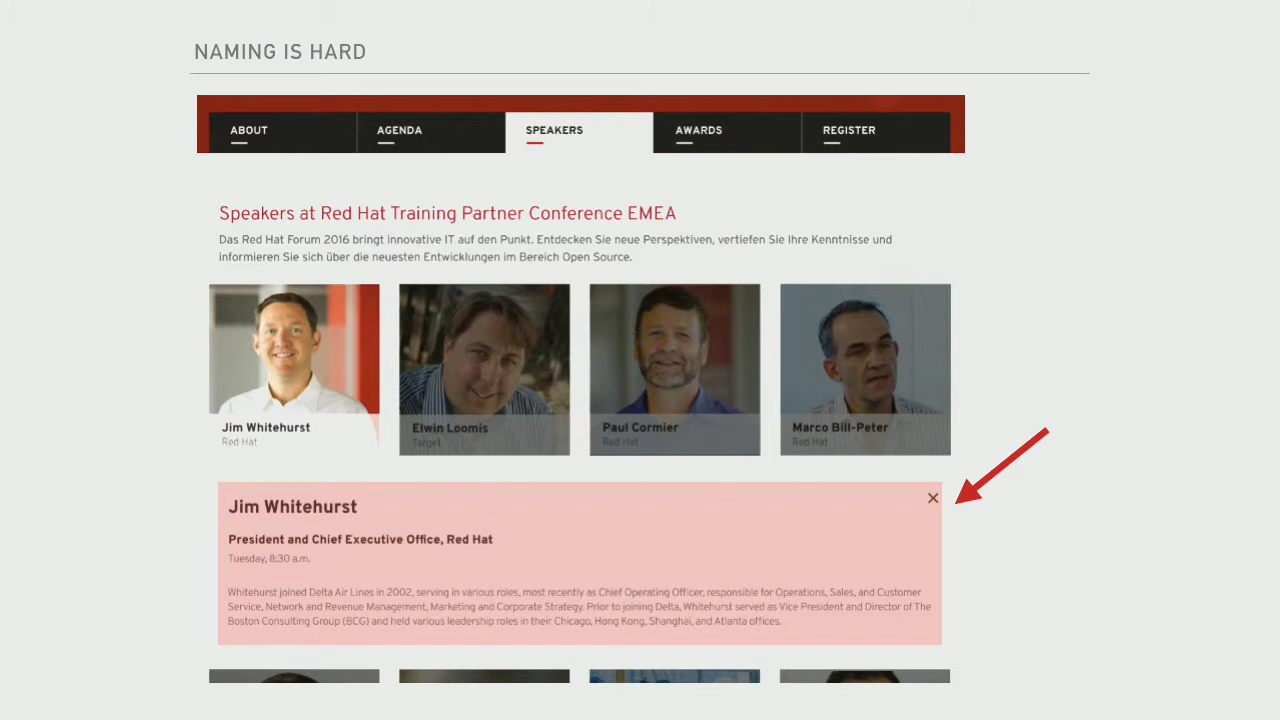 NAMING IS HARD
ABOUT
AGENDA
SPEAKERS
AWARDS
REGISTER
Speakers at Red Hat Training Partner Conference EMEA
Das Red Hat Forum 2016 bringt innovative IT auf den Punkt. Entdecken Sie neue Perspektiven, vertiefen Sie Ihre Kenntnisse und
informieren Sie sich über die neuesten Entwicklungen im Bereich Open Source.
Jim Whitehurst
Red Hat
Elwin Loomis
Target
Paul Cormier
Red Hat
Marco Bill-Peter
Red Hat
Jim Whitehurst
President and Chief Executive Office, Red Hat
Tuesday, 8:30 a.m.
Whitehurst joined Delta Air Lines in 2002, serving in various roles, most recently as Chief Operating Officer, responsible for Operations, Sales, and Customer
Service, Network and Revenue Management, Marketing and Corporate Strategy. Prior to joining Delta, Whitehurst served as Vice President and Director of The
Boston Consulting Group (BCG) and held various leadership roles in their Chicago, Hong Kong, Shanghai, and Atlanta offices.